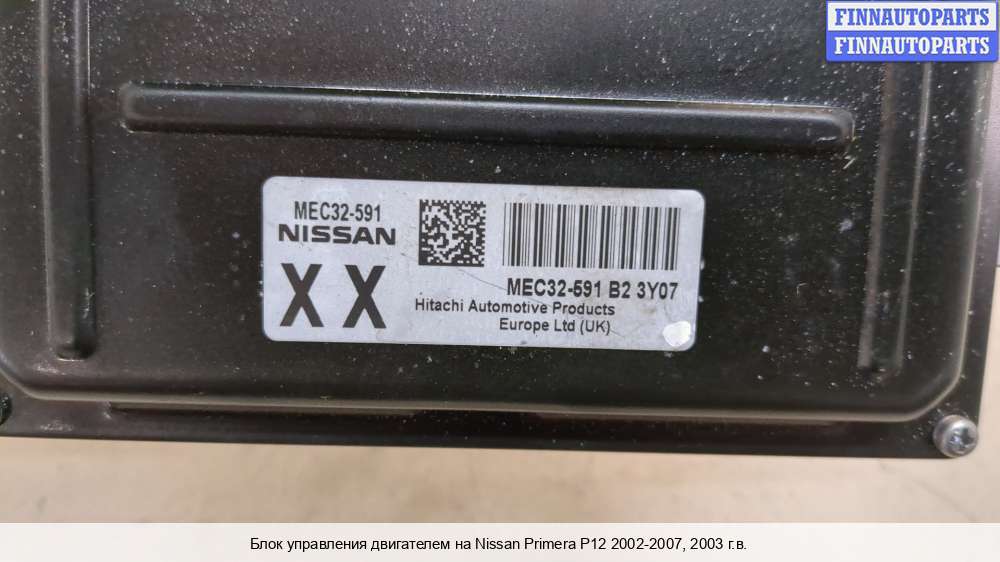 FINNAUTOPARTS
FINNAUTOPARTS
MEC32-591
NISSAN
XX
MEC32-591 B2 3Y07
Hitachi Automotive Products
Europe Ltd (UK)
Блок управления двигателем на Nissan Primera P12 2002-2007, 2003 г.в.